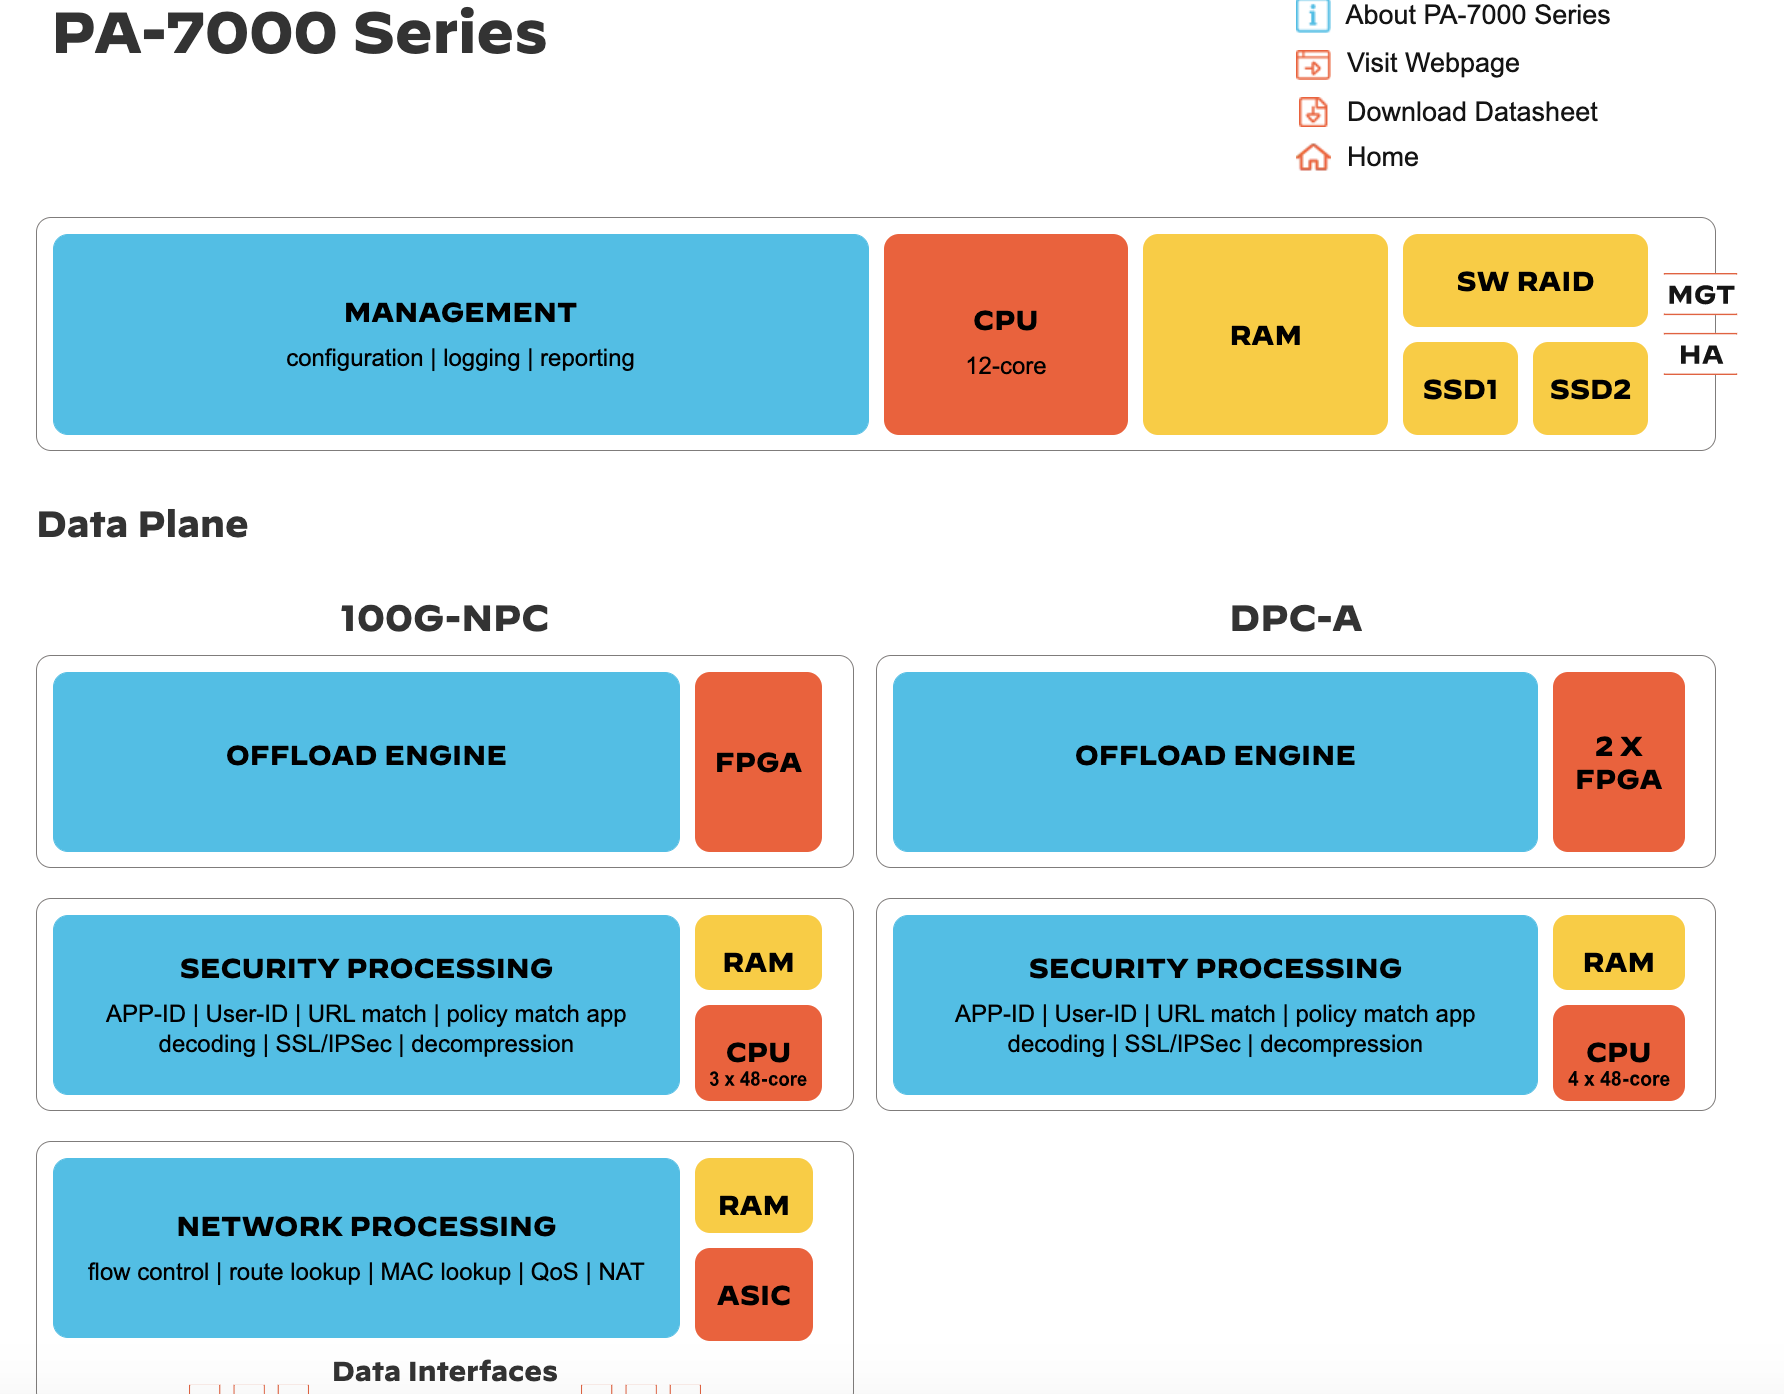 PA-7000 Series
About PA-7000 Series
Visit Webpage
Download Datasheet
Home
MANAGEMENT
configuration | logging | reporting
CPU
12-core
RAM
SW RAID
SSD1
SSD2
MGT
HA
Data Plane
100G-NPC
DPC-A
OFFLOAD ENGINE
FPGA
OFFLOAD ENGINE
2 X
FPGA
SECURITY PROCESSING
APP-ID | User-ID | URL match | policy match app
decoding | SSL/IPSec | decompression
RAM
CPU
3 x 48-core
SECURITY PROCESSING
APP-ID | User-ID | URL match | policy match app
decoding | SSL/IPSec | decompression
RAM
CPU
4 x 48-core
NETWORK PROCESSING
flow control | route lookup | MAC lookup | QoS | NAT
RAM
ASIC
Data Interfaces